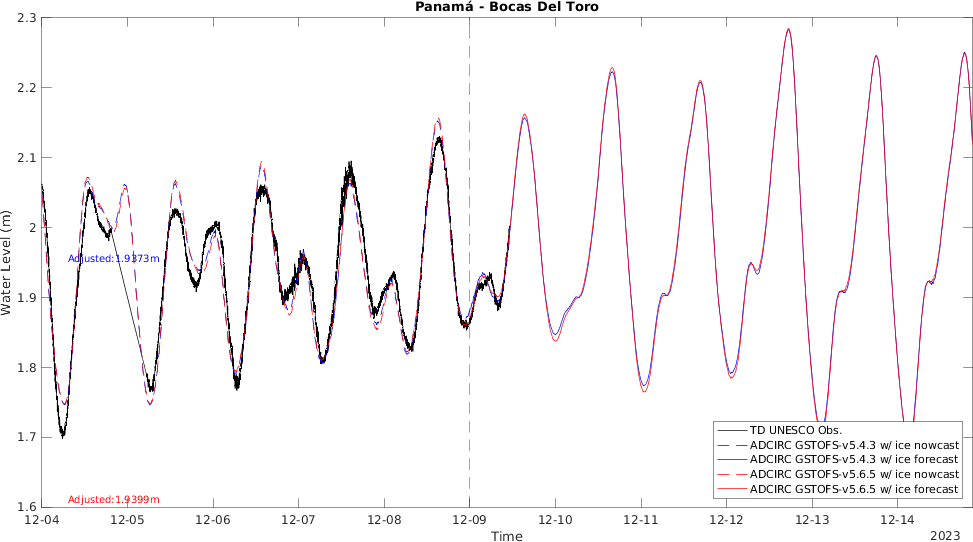 Panamá - Bocas Del Toro
2.3
2.2
2.1
2
1.9
1.8
1.7
1.6
Water Level (m)
Adjusted:1.9373m
Adjusted:1.9399m
TD UNESCO Obs.
ADCIRC GSTOFS-v5.4.3 w/ ice nowcast
ADCIRC GSTOFS-v5.4.3 w/ ice forecast
ADCIRC GSTOFS-v5.6.5 w/ ice nowcast
ADCIRC GSTOFS-v5.6.5 w/ ice forecast
12-04 12-05 12-06 12-07 12-08 12-09 12-10 12-11 12-12 12-13 12-14
Time
2023